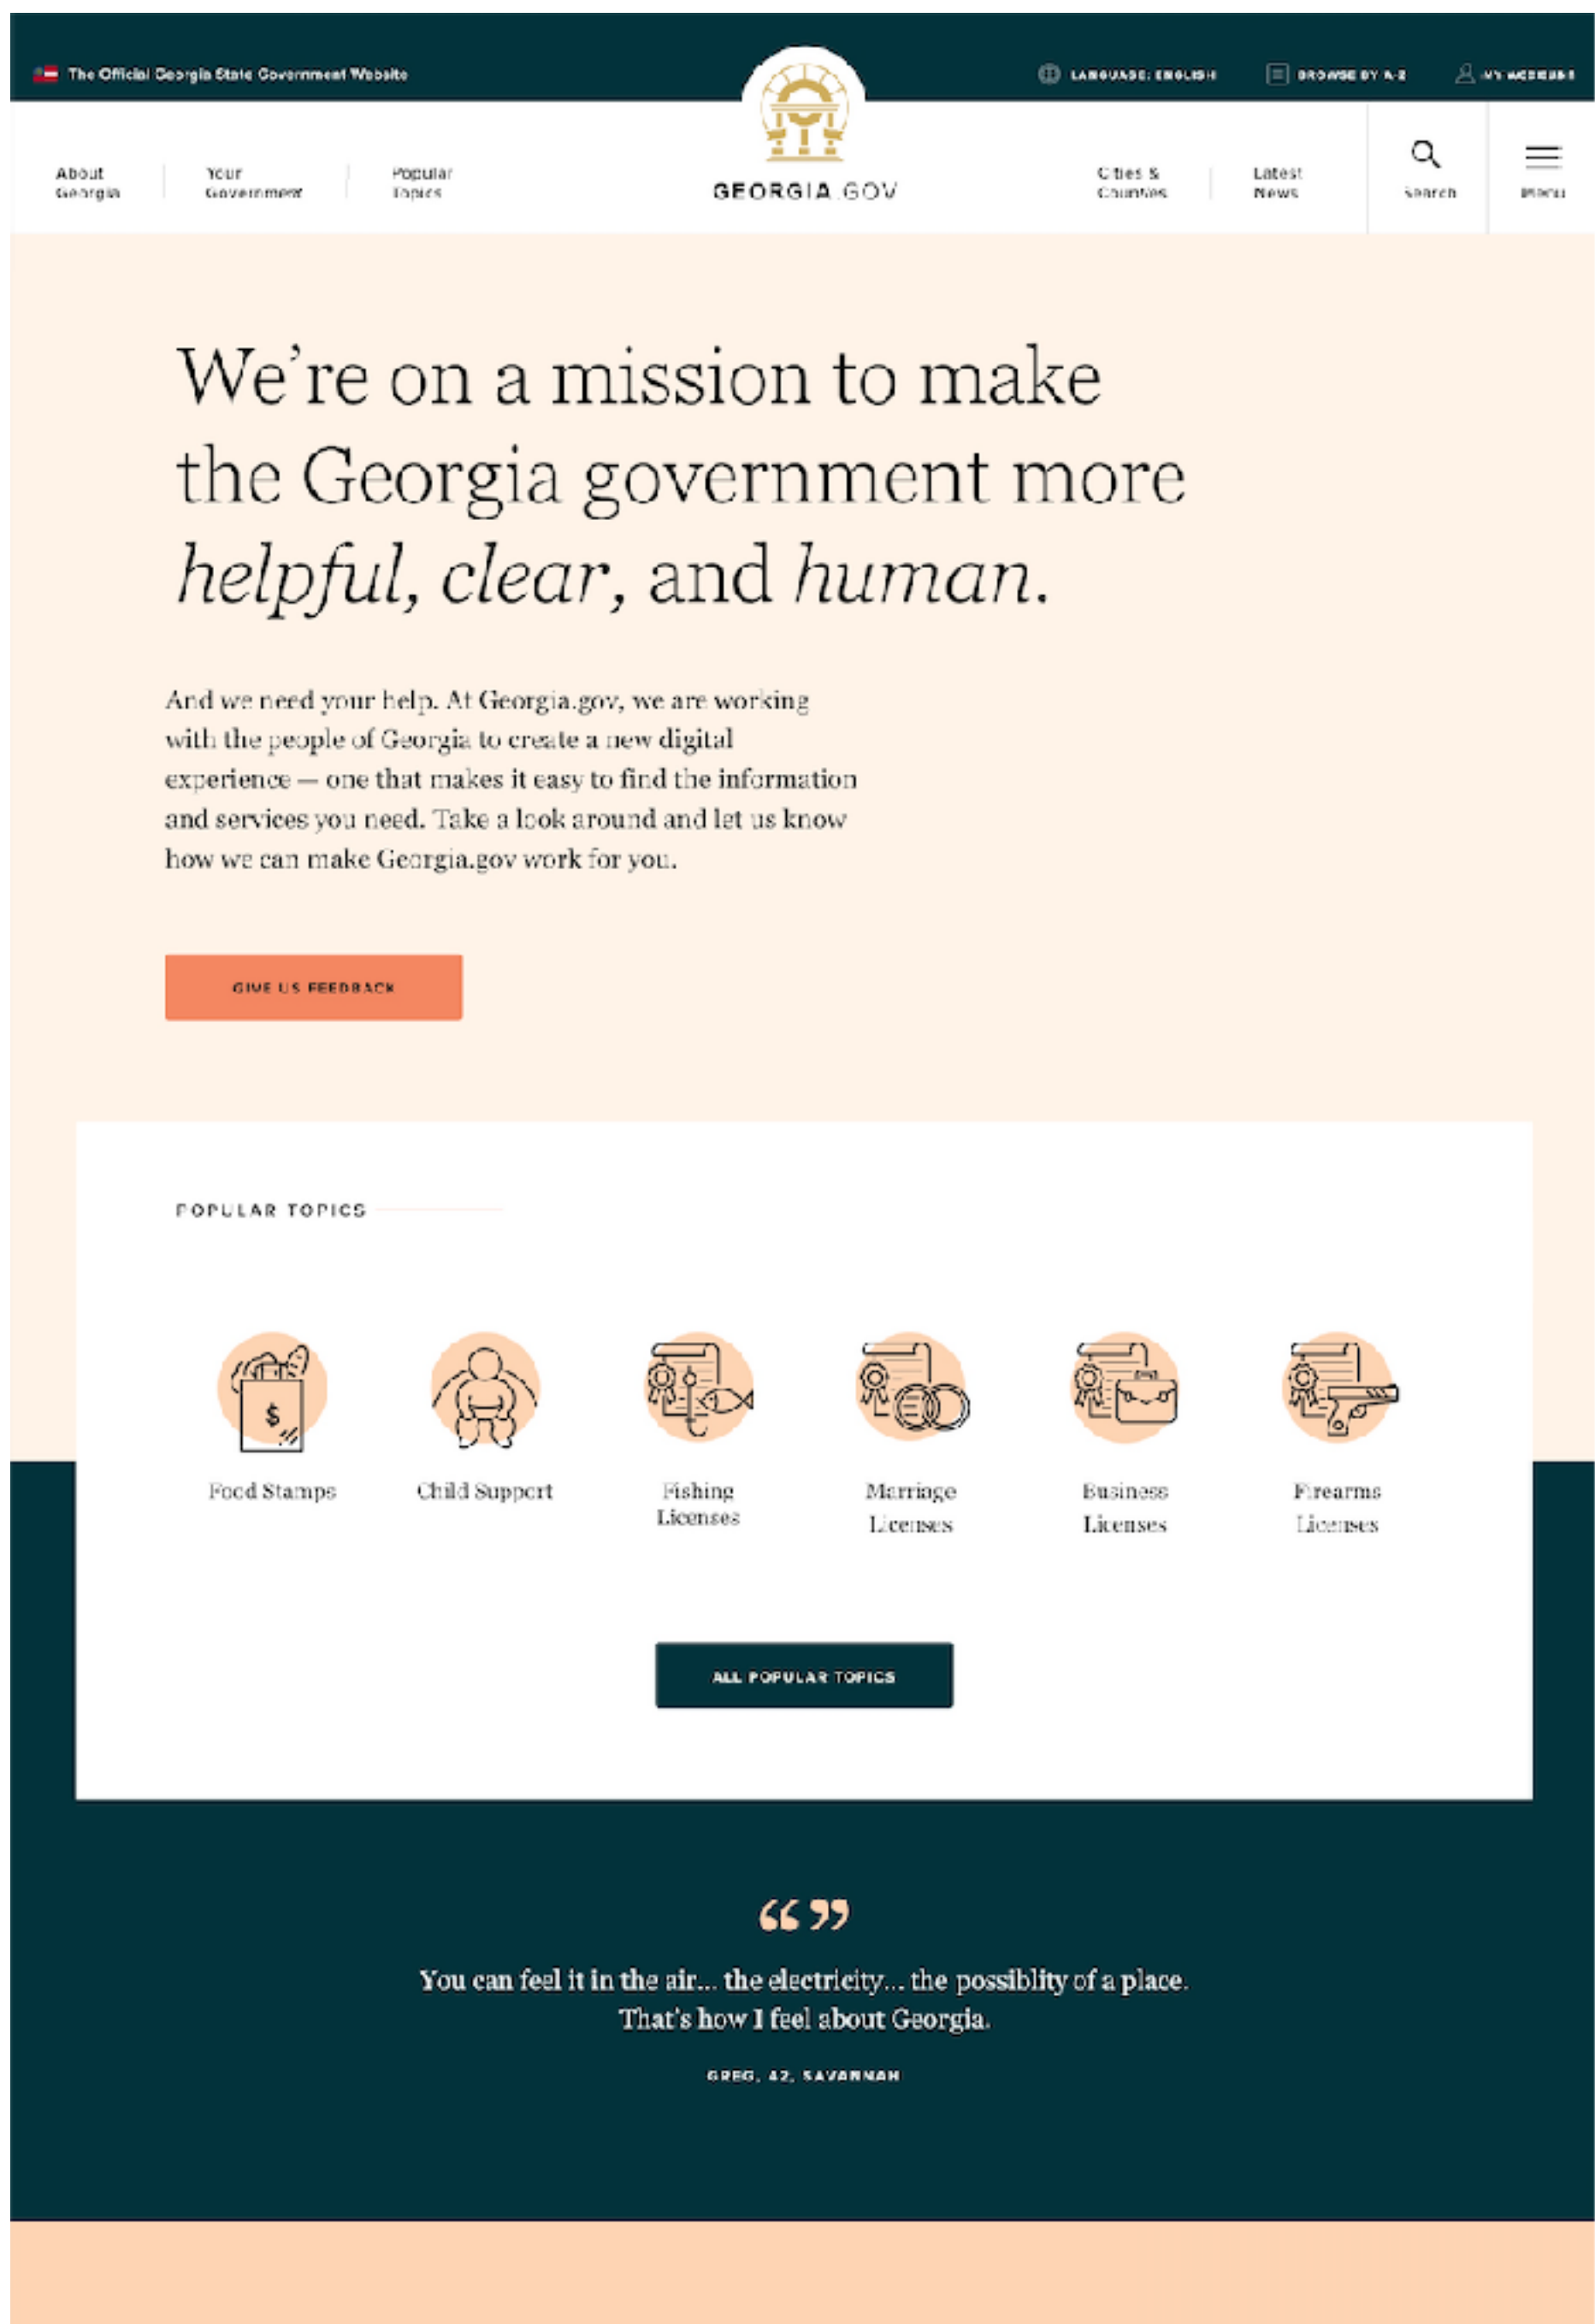 The Official Georgia State Government Website
LANGUAGE: ENGLISH
BROWSE BY A-Z
MY
About
Georgia
Your
Government
Popular
Topics
GEORGIA.GOV
Cities &
Counties
Latest
News
Search
Menu
We're on a mission to make
the Georgia government more
helpful, clear, and human.
And we need your help. At Georgia.gov, we are working
with the people of Georgia to create a new digital
experience — one that makes it easy to find the information
and services you need. Take a look around and let us know
how we can make Georgia.gov work for you.
GIVE US FEEDBACK
POPULAR TOPICS
$
Food Stamps
Child Support
Fishing
Licenses
Marriage
Licenses
Business
Licenses
Firearms
Licenses
ALL POPULAR TOPICS
“ ”
You can feel it in the air... the electricity... the possiblity of a place.
That's how I feel about Georgia.
GREG, 42, SAVANNAH